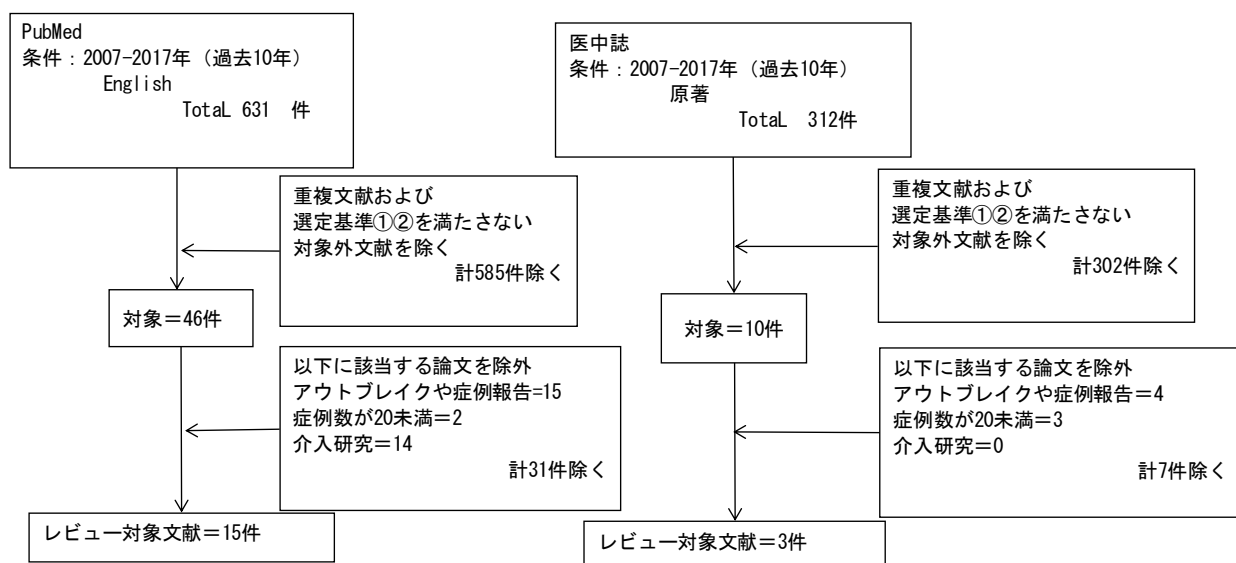 PubMed
条件：2007-2017年（過去10年）
English
TotaL 631 件
重複文献および
選定基準①②を満たさない
対象外文献を除く
計585件除く
対象＝46件
以下に該当する論文を除外
アウトブレイクや症例報告=15
症例数が20未満＝2
介入研究＝14
計31件除く
レビュー対象文献＝15件
医中誌
条件：2007-2017年（過去10年）
原著
TotaL 312件
重複文献および
選定基準①②を満たさない
対象外文献を除く
計302件除く
対象＝10件
以下に該当する論文を除外
アウトブレイクや症例報告＝4
症例数が20未満＝3
介入研究＝0
計7件除く
レビュー対象文献＝3件